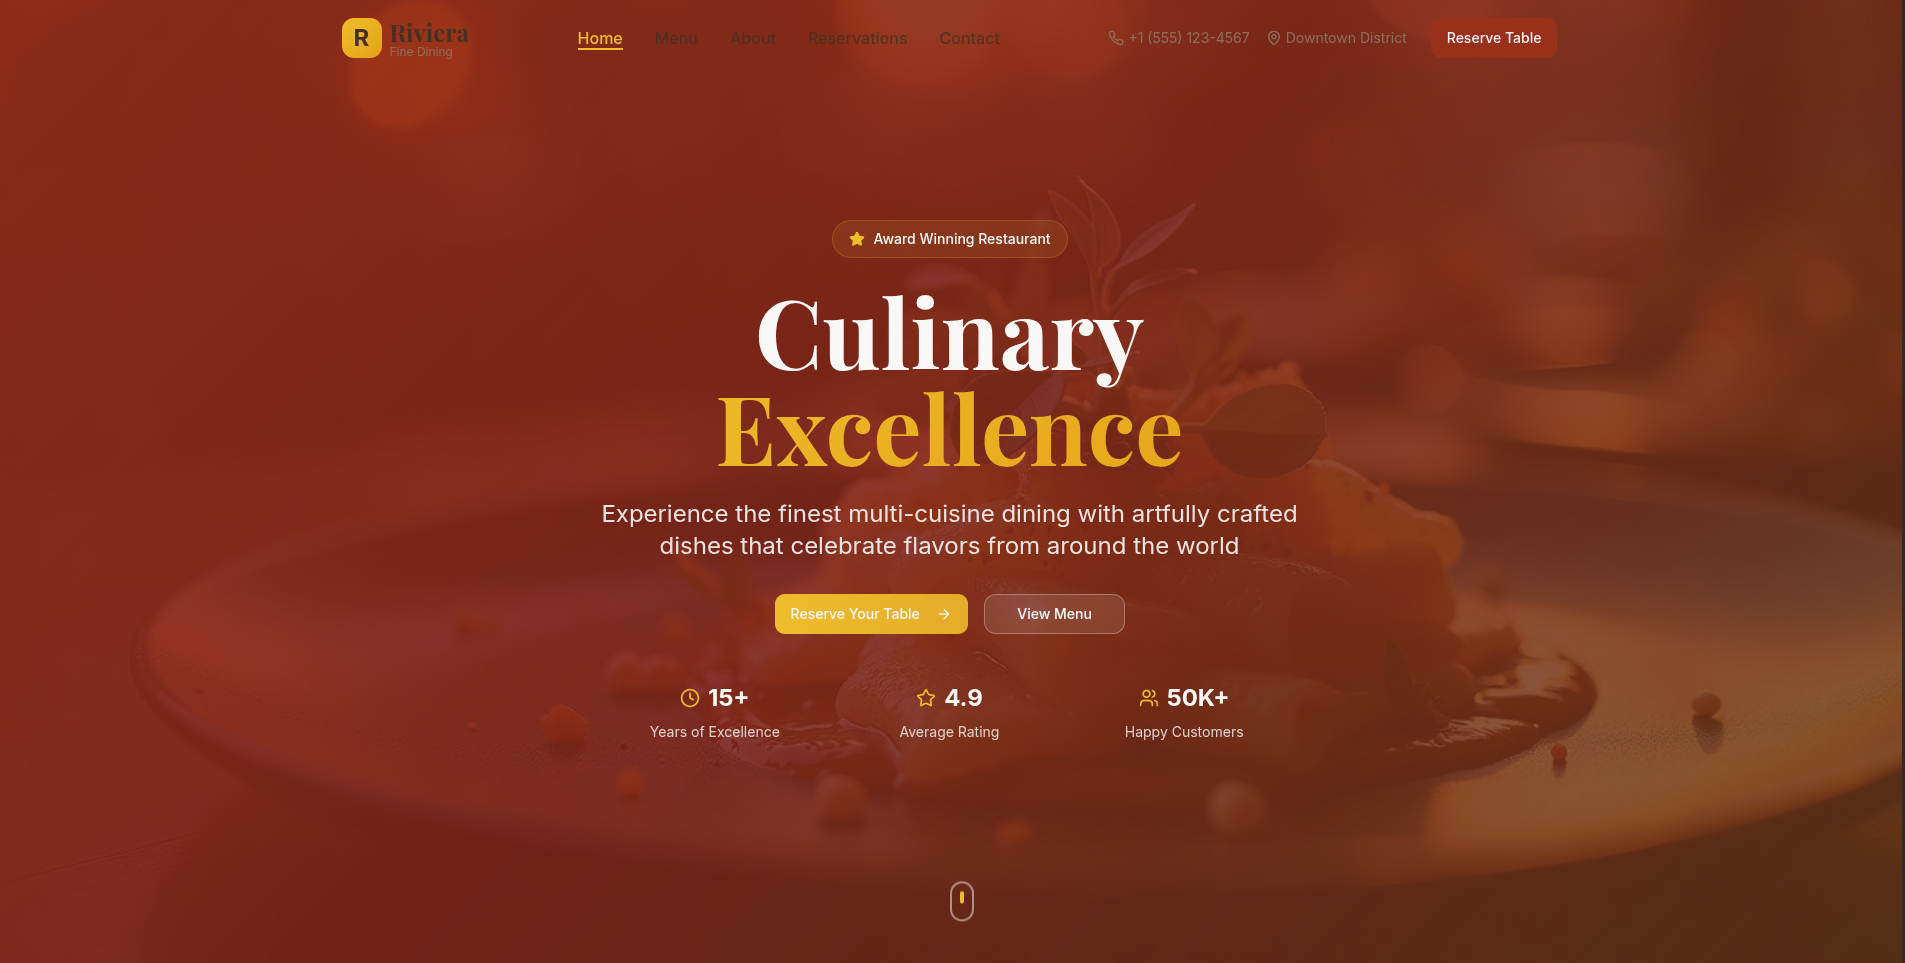 R
Riviera
Fine Dining
Home
Menu
About
Reservations
Contact
+1 (555) 123-4567
Downtown District
Reserve Table
Award Winning Restaurant
Culinary
Excellence
Experience the finest multi-cuisine dining with artfully crafted
dishes that celebrate flavors from around the world
Reserve Your Table
View Menu
15+
Years of Excellence
4.9
Average Rating
50K+
Happy Customers